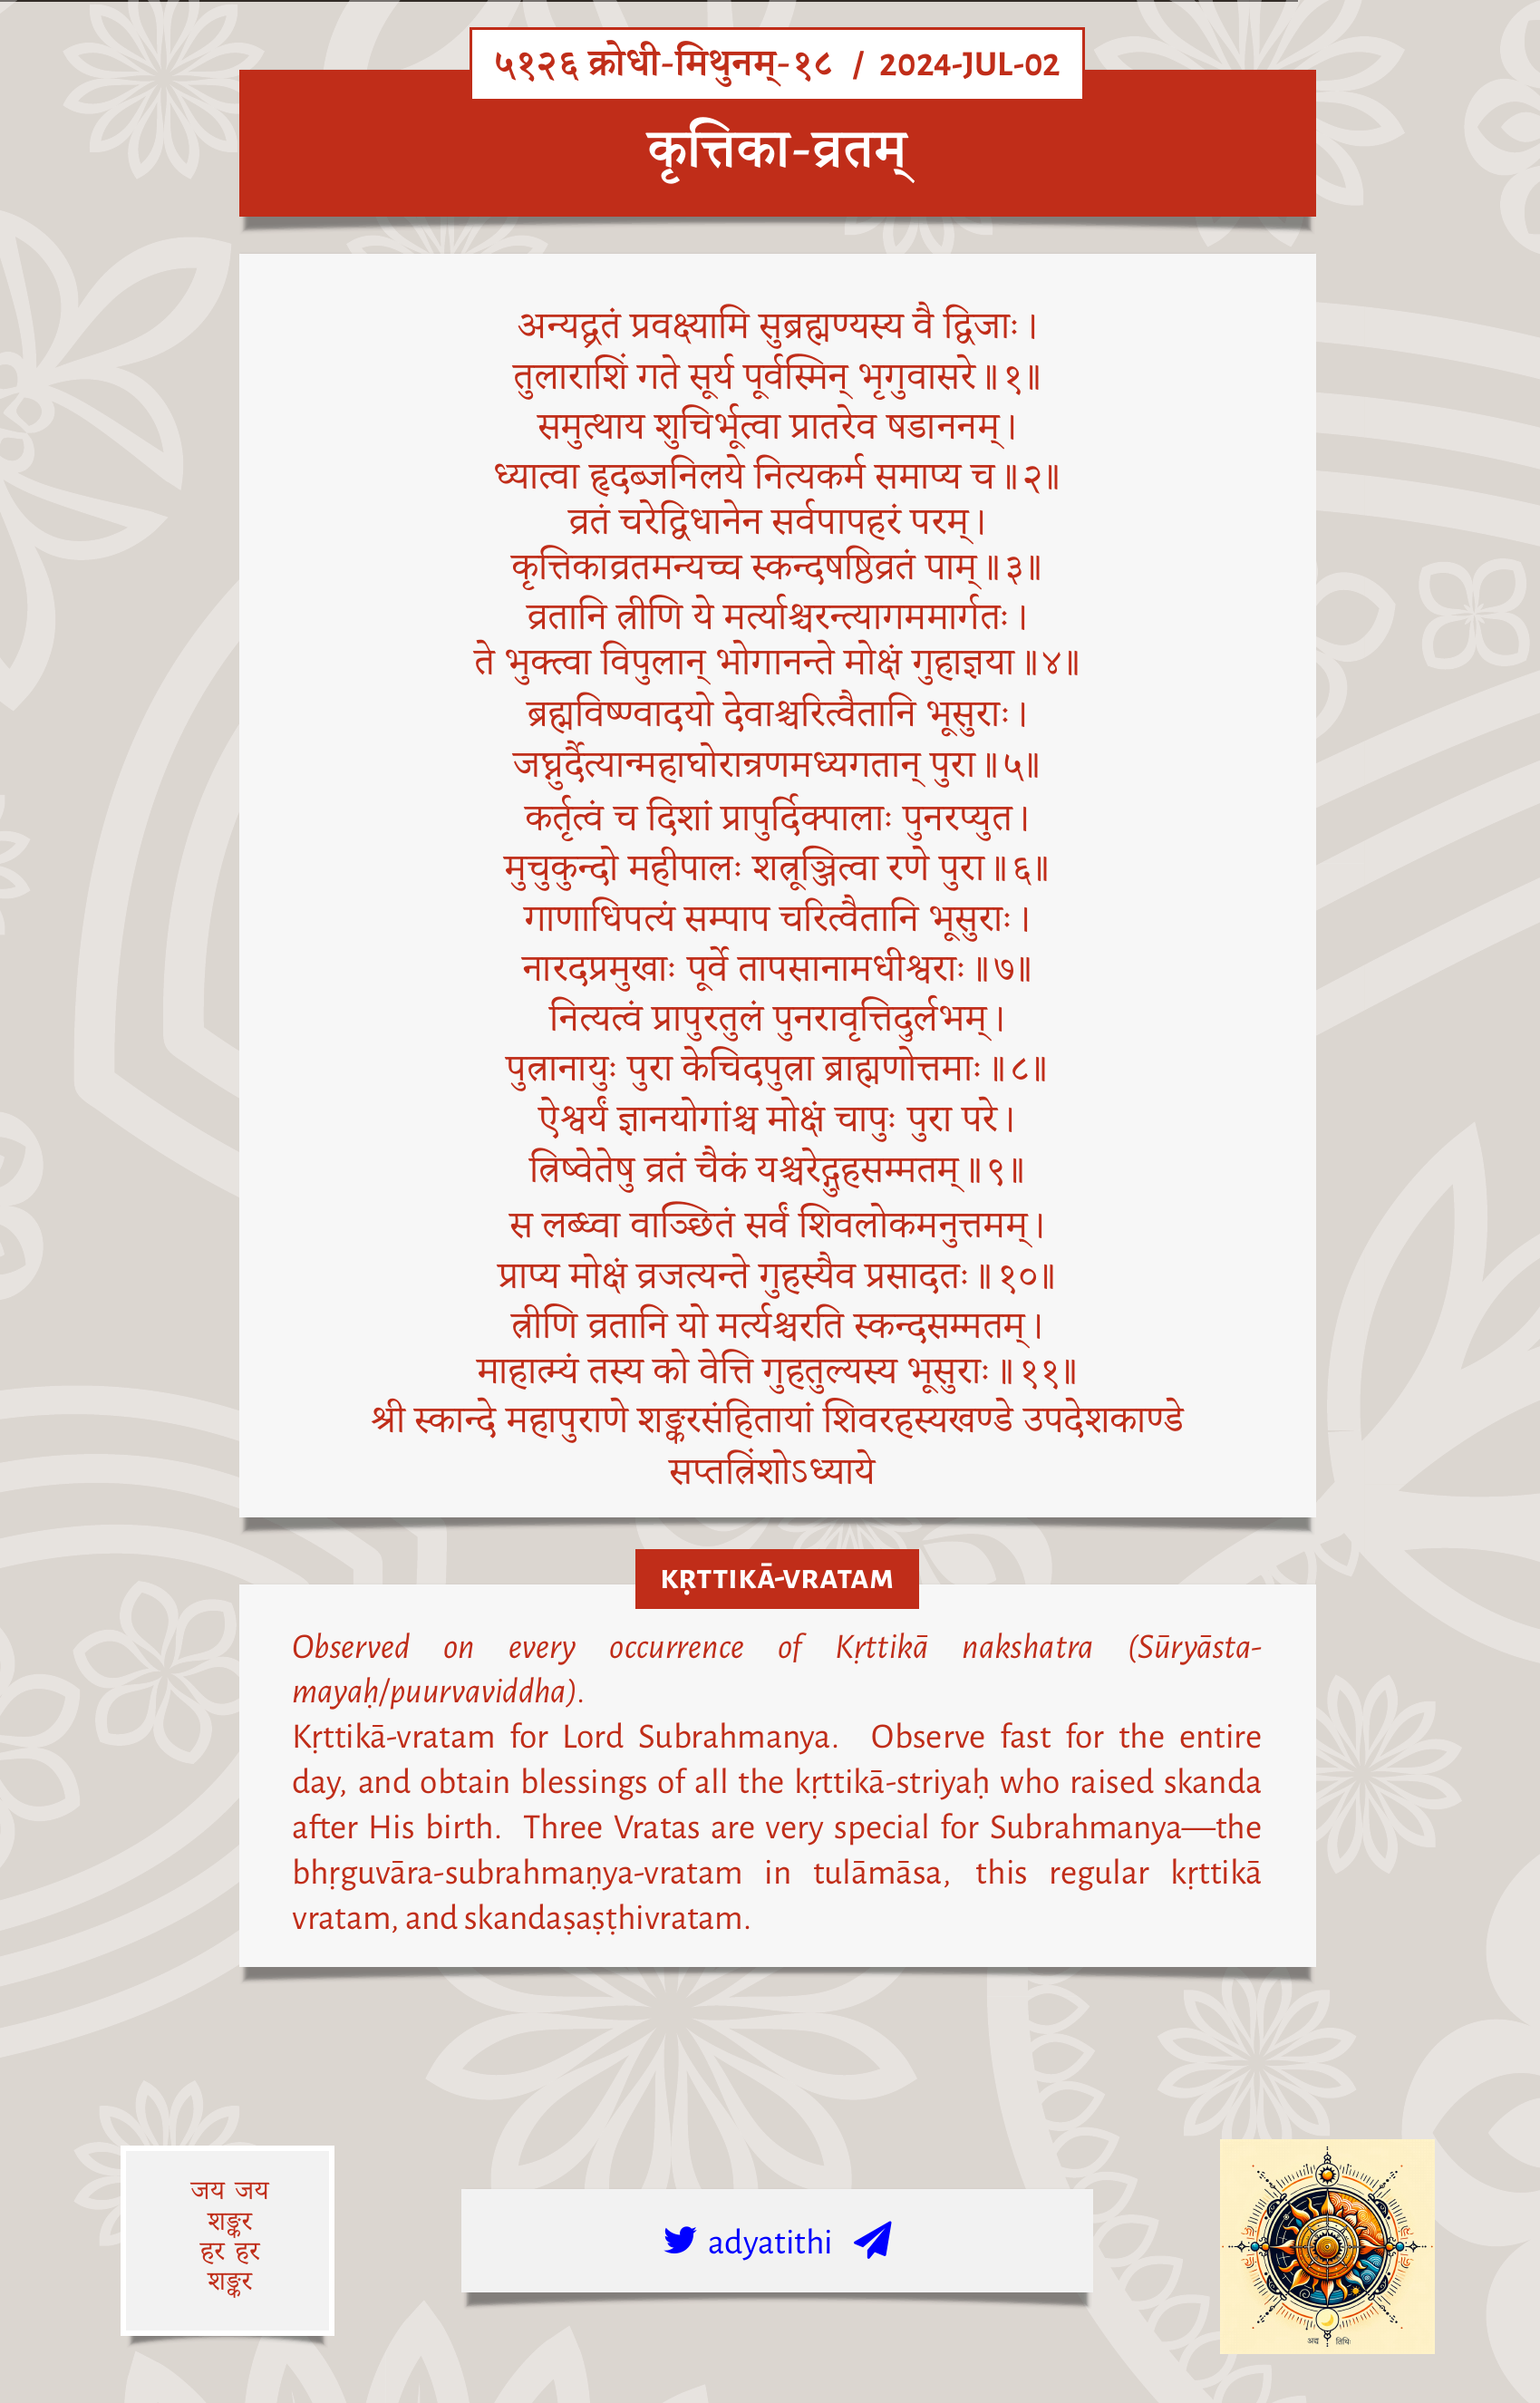 ५१२६ क्रोधी-मिथुनम्-१८ / 2024-JUL-02
कृत्तिका-व्रतम्
अन्यद्व्रतं प्रवक्ष्यामि सुब्रह्मण्यस्य वै द्विजाः।
तुलाराशिं गते सूर्य पूर्वस्मिन् भृगुवासरे॥१॥
समुत्थाय शुचिर्भूत्वा प्रातरेव षडाननम्।
ध्यात्वा हृदब्जनिलये नित्यकर्म समाप्य च॥२॥
व्रतं चरेद्विधानेन सर्वपापहरं परम्।
कृत्तिकाव्रतमन्यच्च स्कन्दषष्ठिव्रतं पाम्॥३॥
व्रतानि त्रीणि ये मर्त्याश्चरन्त्यागममार्गतः।
ते भुक्त्वा विपुलान् भोगानन्ते मोक्षं गुहाज्ञया॥४॥
ब्रह्मविष्ण्वादयो देवाश्चरित्वैतानि भूसुराः।
जघ्नुर्दैत्यान्महाघोरान्रणमध्यगतान् पुरा॥५॥
कर्तृत्वं च दिशां प्रापुर्दिक्पालाः पुनरप्युत।
मुचुकुन्दो महीपालः शत्रूञ्जित्वा रणे पुरा॥६॥
गाणाधिपत्यं सम्पाप चरित्वैतानि भूसुराः।
नारदप्रमुखाः पूर्वे तापसानामधीश्वराः॥७॥
नित्यत्वं प्रापुरतुलं पुनरावृत्तिदुर्लभम्।
पुत्रानायुः पुरा केचिदपुत्रा ब्राह्मणोत्तमाः॥८॥
ऐश्वर्यं ज्ञानयोगांश्च मोक्षं चापुः पुरा परे।
त्रिष्वेतेषु व्रतं चैकं यश्चरेद्गुहसम्मतम्॥९॥
स लब्ध्वा वाञ्छितं सर्वं शिवलोकमनुत्तमम्।
प्राप्य मोक्षं व्रजत्यन्ते गुहस्यैव प्रसादतः॥१०॥
त्रीणि व्रतानि यो मर्त्यश्चरति स्कन्दसम्मतम्।
माहात्म्यं तस्य को वेत्ति गुहतुल्यस्य भूसुराः॥११॥
श्री स्कान्दे महापुराणे शङ्करसंहितायां शिवरहस्यखण्डे उपदेशकाण्डे
सप्तत्रिंशोऽध्याये
KṚTTIKĀ-VRATAM
Observed on every occurrence of Kṛttikā nakshatra (Sūryāsta-
mayaḥ/puurvaviddha).
Kṛttikā-vratam for Lord Subrahmanya. Observe fast for the entire
day, and obtain blessings of all the kṛttikā-striyaḥ who raised skanda
after His birth. Three Vratas are very special for Subrahmanya—the
bhṛguvāra-subrahmaṇya-vratam in tulāmāsa, this regular kṛttikā
vratam, and skandaṣaṣṭhivratam.
जय जय
शङ्कर
हर हर
शङ्कर
adyatithi
अद्य तिथिः